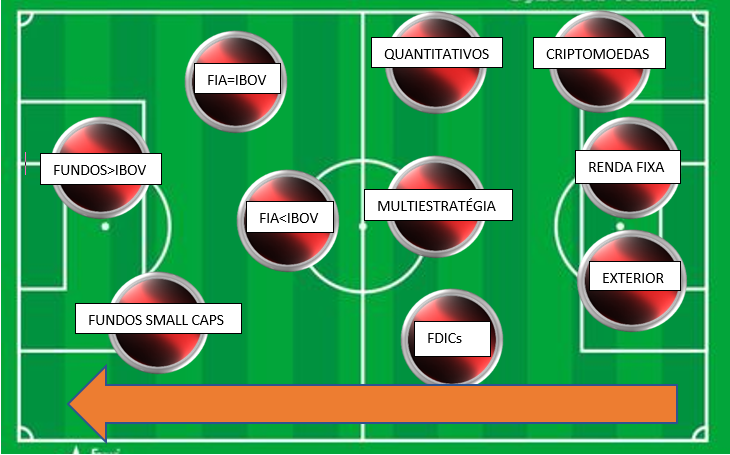 QUANTITATIVOS
CRIPTOMOEDAS
FIA=IBOV
FUNDOS>IBOV
RENDA FIXA
FIA<IBOV
MULTIESTRATÉGIA
EXTERIOR
FUNDOS SMALL CAPS
FDICs